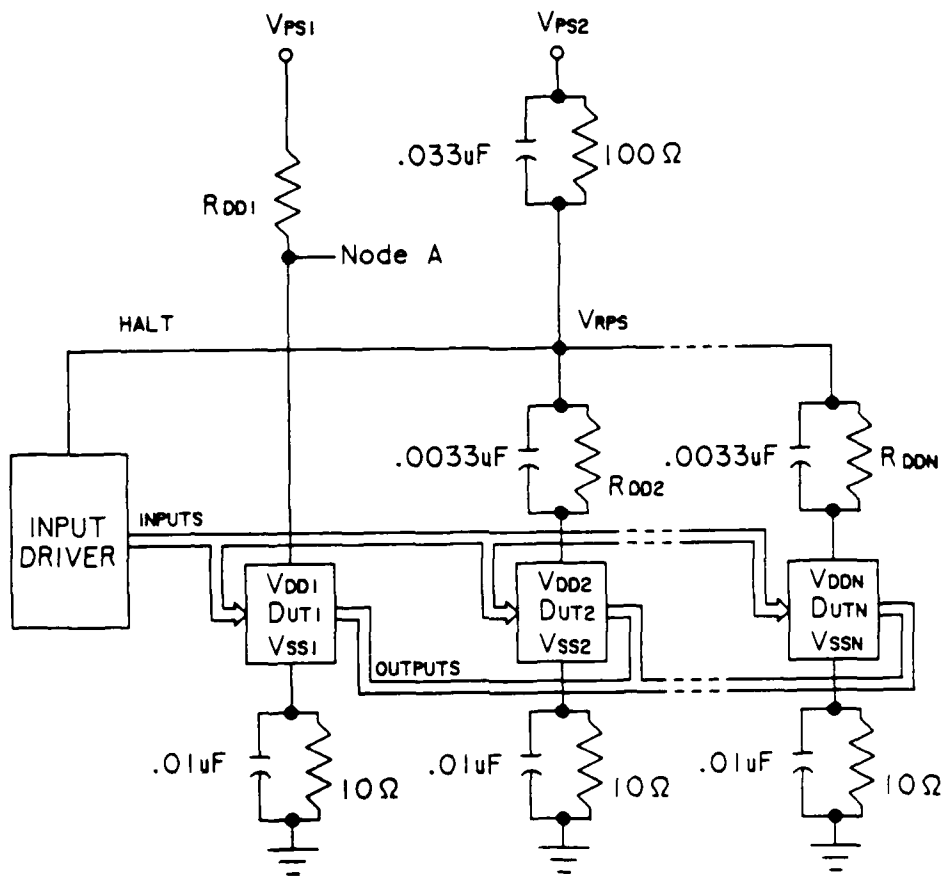 VPS1
VPS2
.033uF
100Ω
RDD1
Node A
HALT
VRPS
.0033uF
RDD2
.0033uF
RDDN
INPUT
DRIVER
INPUTS
VDD1
DUT1
VSS1
VDD2
DUT2
VSS2
VDDN
DUTN
VSSN
OUTPUTS
.01uF
10Ω
.01uF
10Ω
.01uF
10Ω